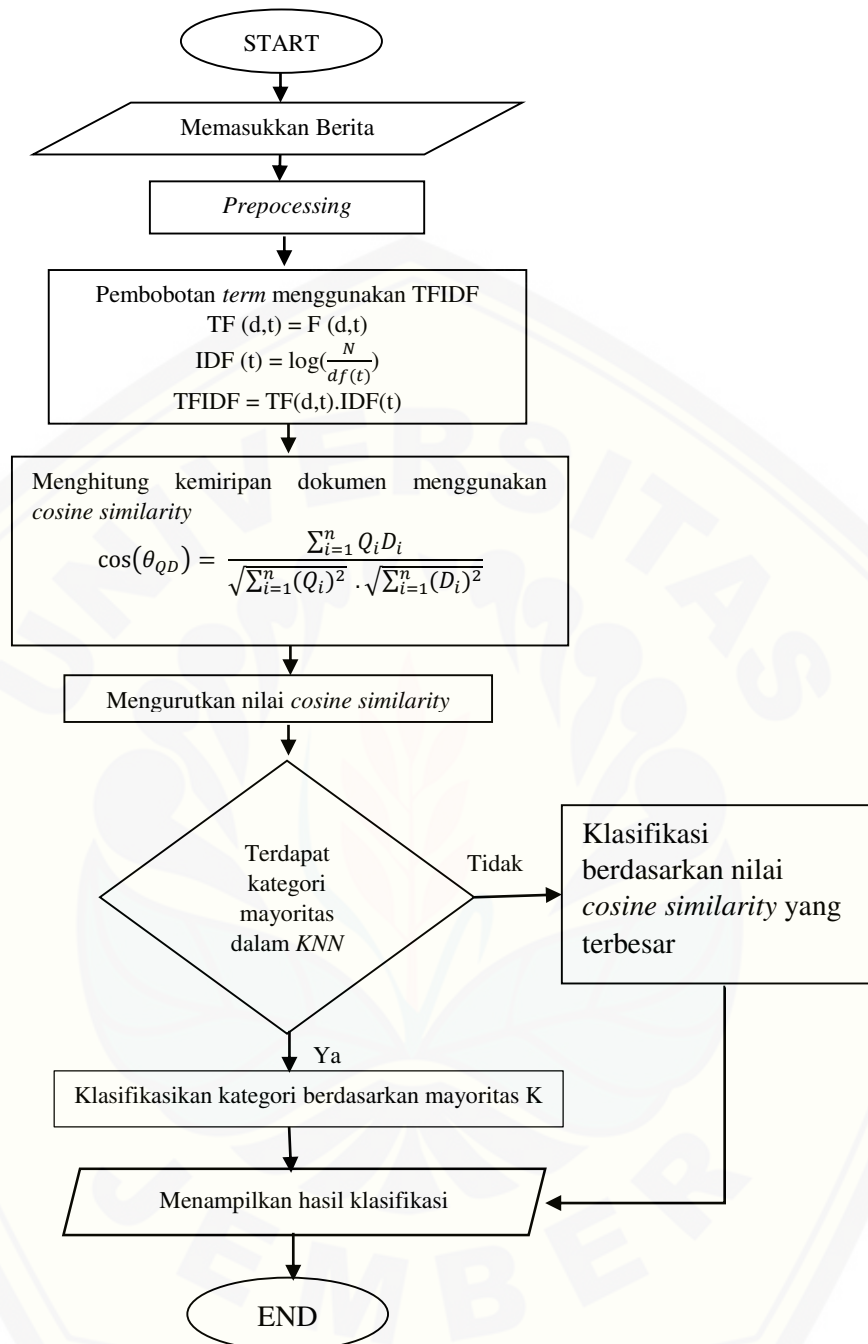 START
Memasukkan Berita
Prepocessing
Pembobotan term menggunakan TFIDF
TF (d,t) = F (d,t)
IDF (t) = log(N/df(t))
TFIDF = TF(d,t).IDF(t)
Menghitung kemiripan dokumen menggunakan
cosine similarity
cos(θ_QD) = ∑_{i=1}^{n} Q_i D_i / √∑_{i=1}^{n}(Q_i)^2 . √∑_{i=1}^{n}(D_i)^2
Mengurutkan nilai cosine similarity
Terdapat
kategori
mayoritas
dalam KNN
Tidak
Klasifikasi
berdasarkan nilai
cosine similarity yang
terbesar
Ya
Klasifikasikan kategori berdasarkan mayoritas K
Menampilkan hasil klasifikasi
END
UNIVERSITAS
JEMBER